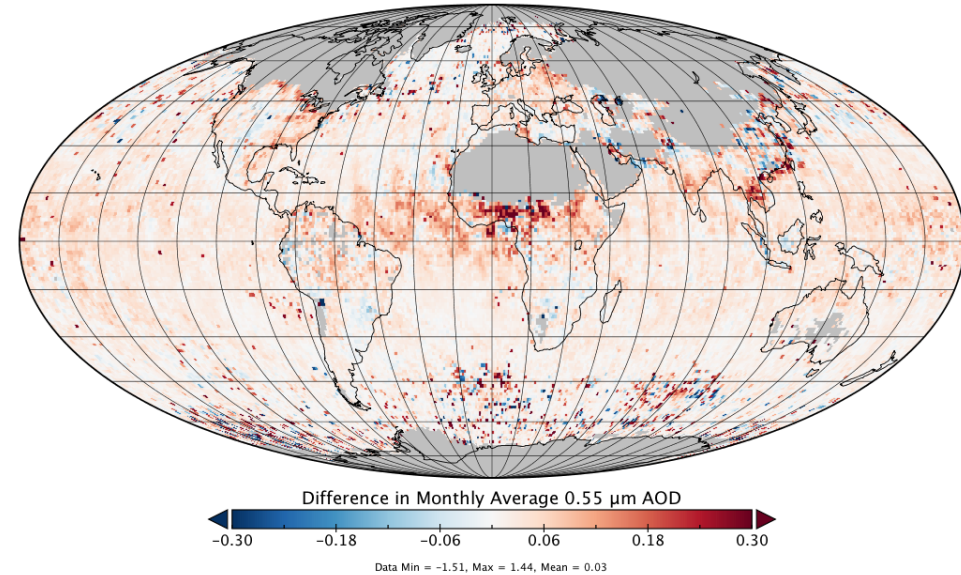 Difference in Monthly Average 0.55 µm AOD
-0.30 -0.18 -0.06 0.06 0.18 0.30
Data Min = -1.51, Max = 1.44, Mean = 0.03